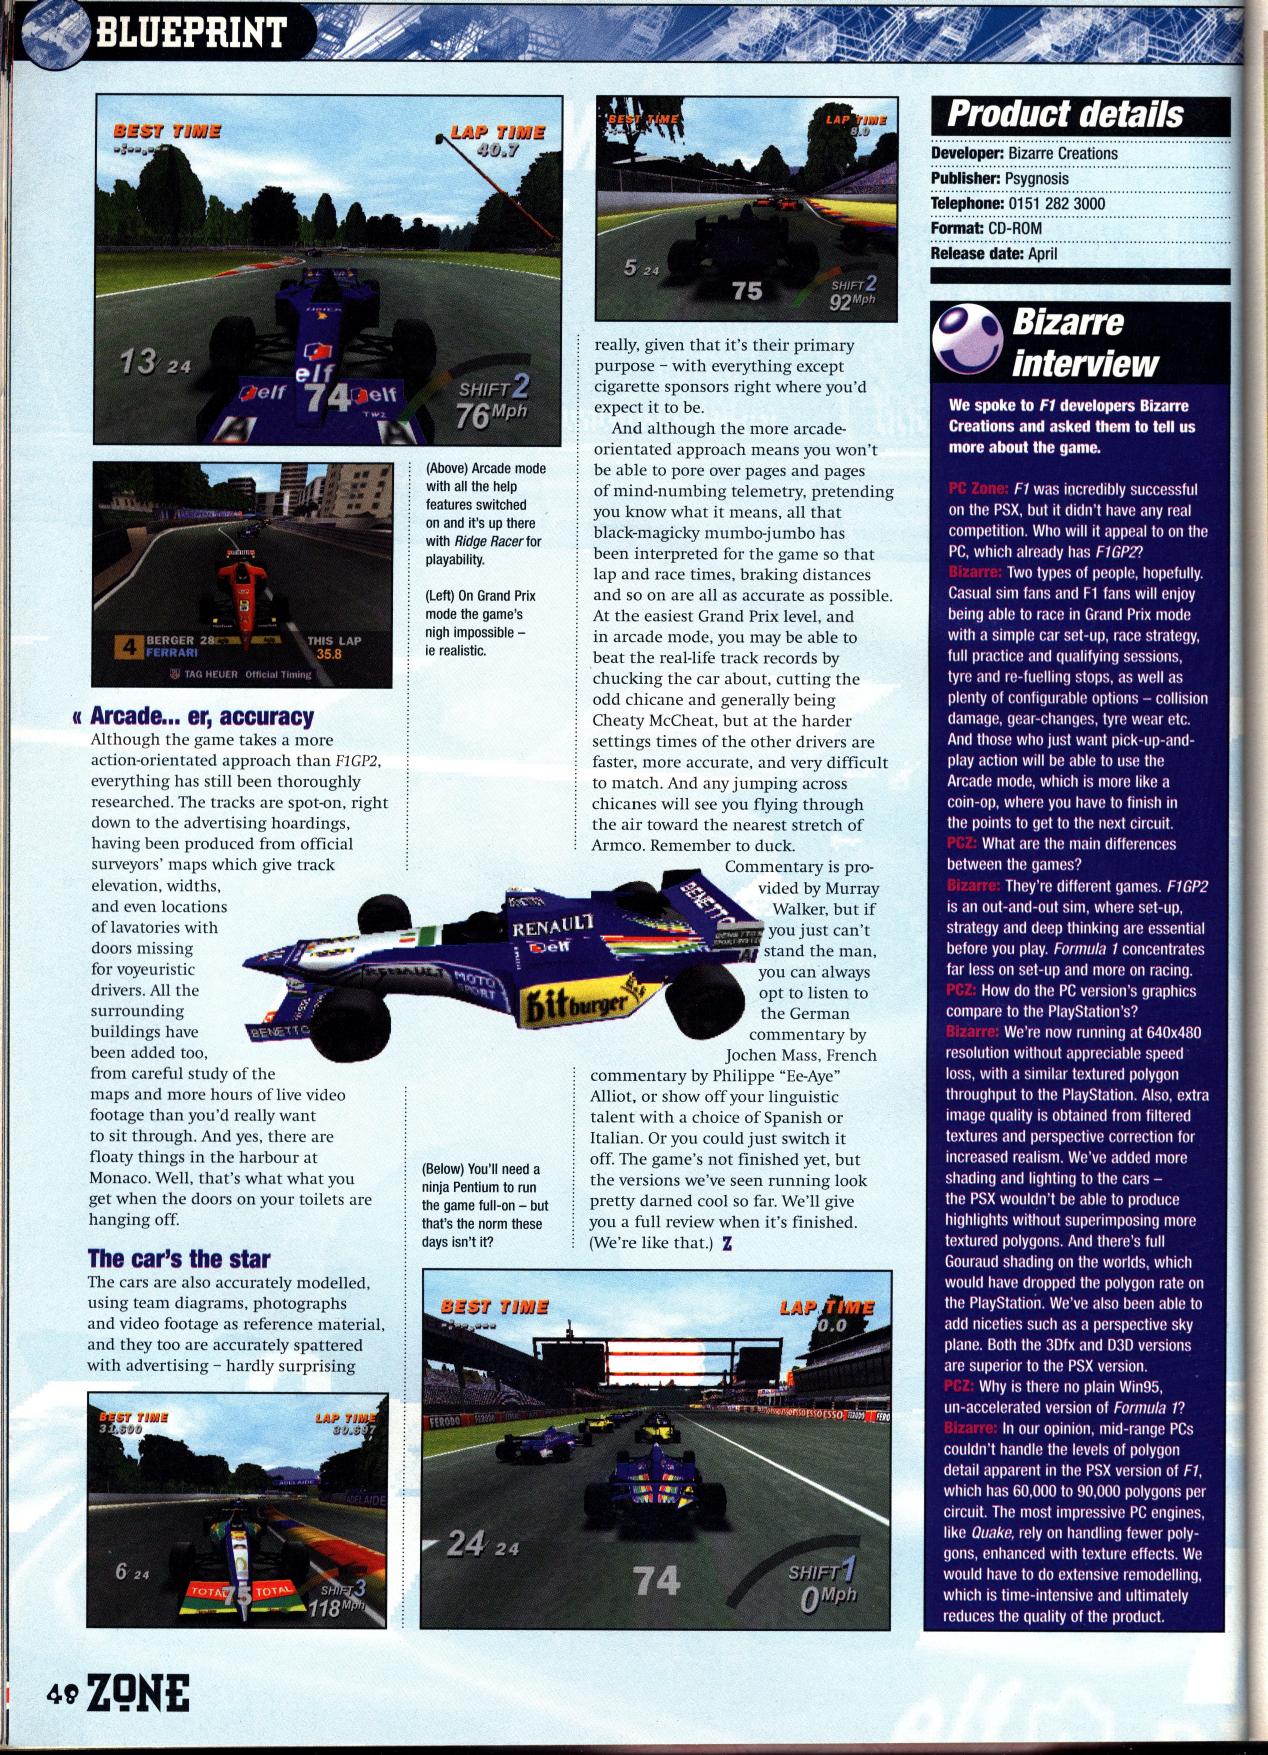 BLUEPRINT
BEST TIME
-:--.---
LAP TIME
40.7
13 24
elf
elf
74
elf
SHIFT 2
76 Mph
BEST TIME
LAP TIME
8.0
5 24
75
SHIFT 2
92 Mph
4
BERGER 28
FERRARI
THIS LAP
35.8
TAG HEUER Official Timing
(Above) Arcade mode
with all the help
features switched
on and it's up there
with Ridge Racer for
playability.
(Left) On Grand Prix
mode the game's
nigh impossible –
ie realistic.
« Arcade... er, accuracy
Although the game takes a more
action-orientated approach than F1GP2,
everything has still been thoroughly
researched. The tracks are spot-on, right
down to the advertising hoardings,
having been produced from official
surveyors' maps which give track
elevation, widths,
and even locations
of lavatories with
doors missing
for voyeuristic
drivers. All the
surrounding
buildings have
been added too,
from careful study of the
maps and more hours of live video
footage than you'd really want
to sit through. And yes, there are
floaty things in the harbour at
Monaco. Well, that's what what you
get when the doors on your toilets are
hanging off.
The car's the star
The cars are also accurately modelled,
using team diagrams, photographs
and video footage as reference material,
and they too are accurately spattered
with advertising – hardly surprising
BEST TIME
31.600
LAP TIME
30.697
ADELAIDE
ADELAIDE
6 24
TOTAL
75
TOTAL
SHIFT 3
118 Mph
really, given that it's their primary
purpose – with everything except
cigarette sponsors right where you'd
expect it to be.
And although the more arcade-
orientated approach means you won't
be able to pore over pages and pages
of mind-numbing telemetry, pretending
you know what it means, all that
black-magicky mumbo-jumbo has
been interpreted for the game so that
lap and race times, braking distances
and so on are all as accurate as possible.
At the easiest Grand Prix level, and
in arcade mode, you may be able to
beat the real-life track records by
chucking the car about, cutting the
odd chicane and generally being
Cheaty McCheat, but at the harder
settings times of the other drivers are
faster, more accurate, and very difficult
to match. And any jumping across
chicanes will see you flying through
the air toward the nearest stretch of
Armco. Remember to duck.
Commentary is pro-
vided by Murray
Walker, but if
you just can't
stand the man,
you can always
opt to listen to
the German
commentary by
Jochen Mass, French
commentary by Philippe “Ee-Aye”
Alliot, or show off your linguistic
talent with a choice of Spanish or
Italian. Or you could just switch it
off. The game's not finished yet, but
the versions we've seen running look
pretty darned cool so far. We'll give
you a full review when it's finished.
(We're like that.) Z
RENAULT
elf
BENETTON
RENAULT
MOTO
SPORT
Bitburger
BENETTO
(Below) You'll need a
ninja Pentium to run
the game full-on – but
that's the norm these
days isn't it?
BEST TIME
-:--.---
LAP TIME
0.0
FERODO
24 24
74
SHIFT 1
0 Mph
Product details
Developer: Bizarre Creations
Publisher: Psygnosis
Telephone: 0151 282 3000
Format: CD-ROM
Release date: April
Bizarre
interview
We spoke to F1 developers Bizarre
Creations and asked them to tell us
more about the game.
PC Zone: F1 was incredibly successful
on the PSX, but it didn't have any real
competition. Who will it appeal to on the
PC, which already has F1GP2?
Bizarre: Two types of people, hopefully.
Casual sim fans and F1 fans will enjoy
being able to race in Grand Prix mode
with a simple car set-up, race strategy,
full practice and qualifying sessions,
tyre and re-fuelling stops, as well as
plenty of configurable options – collision
damage, gear-changes, tyre wear etc.
And those who just want pick-up-and-
play action will be able to use the
Arcade mode, which is more like a
coin-op, where you have to finish in
the points to get to the next circuit.
PCZ: What are the main differences
between the games?
Bizarre: They're different games. F1GP2
is an out-and-out sim, where set-up,
strategy and deep thinking are essential
before you play. Formula 1 concentrates
far less on set-up and more on racing.
PCZ: How do the PC version's graphics
compare to the PlayStation's?
Bizarre: We're now running at 640x480
resolution without appreciable speed
loss, with a similar textured polygon
throughput to the PlayStation. Also, extra
image quality is obtained from filtered
textures and perspective correction for
increased realism. We've added more
shading and lighting to the cars –
the PSX wouldn't be able to produce
highlights without superimposing more
textured polygons. And there's full
Gouraud shading on the worlds, which
would have dropped the polygon rate on
the PlayStation. We've also been able to
add niceties such as a perspective sky
plane. Both the 3Dfx and D3D versions
are superior to the PSX version.
PCZ: Why is there no plain Win95,
un-accelerated version of Formula 1?
Bizarre: In our opinion, mid-range PCs
couldn't handle the levels of polygon
detail apparent in the PSX version of F1,
which has 60,000 to 90,000 polygons per
circuit. The most impressive PC engines,
like Quake, rely on handling fewer poly-
gons, enhanced with texture effects. We
would have to do extensive remodelling,
which is time-intensive and ultimately
reduces the quality of the product.
48 ZONE